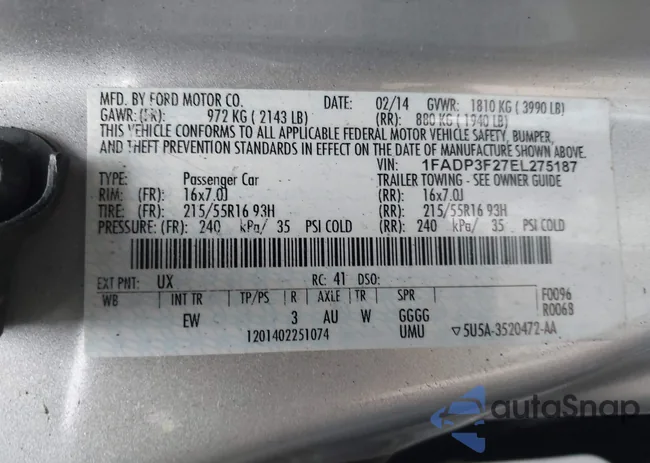 MFD. BY FORD MOTOR CO. DATE: 02/14 GVWR: 1810 KG ( 3990 LB)
GAWR: (FR): 972 KG ( 2143 LB) (RR): 880 KG ( 1940 LB)
THIS VEHICLE CONFORMS TO ALL APPLICABLE FEDERAL MOTOR VEHICLE SAFETY, BUMPER,
AND THEFT PREVENTION STANDARDS IN EFFECT ON THE DATE OF MANUFACTURE SHOWN ABOVE.
VIN: 1FADP3F27EL275187
TYPE: Passenger Car TRAILER TOWING - SEE OWNER GUIDE
RIM: (FR): 16x7.0J (RR): 16x7.0J
TIRE: (FR): 215/55R16 93H (RR): 215/55R16 93H
PRESSURE: (FR): 240 kPa/ 35 PSI COLD (RR): 240 kPa/ 35 PSI COLD
EXT PNT: UX RC: 41 DSO:
WB INT TR TP/PS R AXLE TR SPR F0096
R0068
EW 3 AU W GGGG
1201402251074 UMU ▽5U5A-3520472-AA
autoSnap